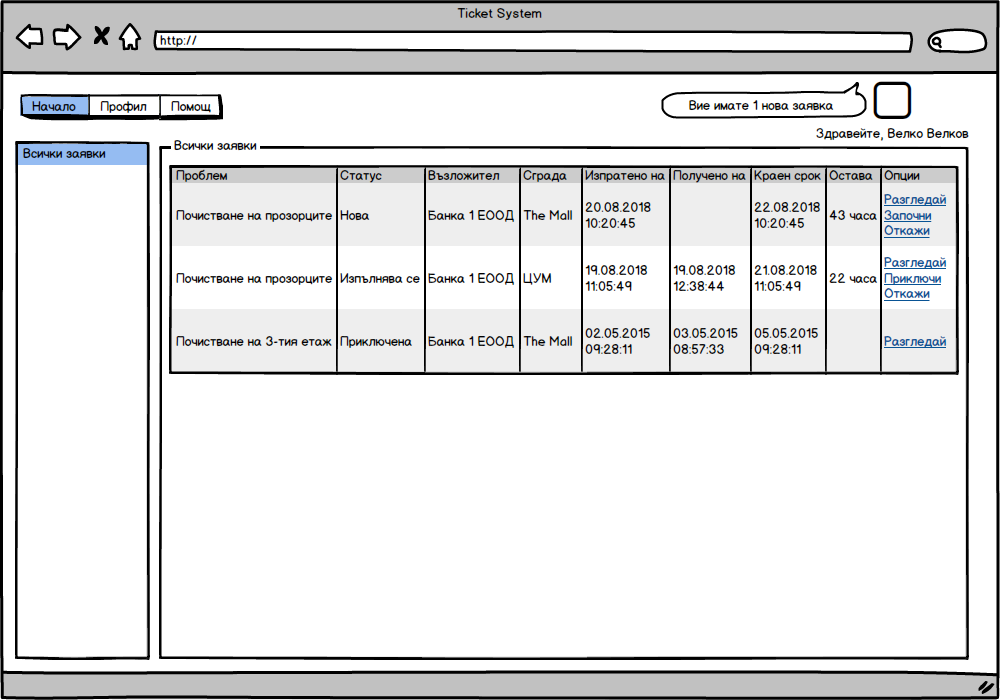 Ticket System
http://
Начало Профил Помощ
Вие имате 1 нова заявка
Здравейте, Велко Велков
Всички заявки
Всички заявки
Проблем Статус Възложител Сграда Изпратено на Получено на Краен срок Остава Опции
Почистване на прозорците Нова Банка 1 ЕООД The Mall 20.08.2018 10:20:45 22.08.2018 10:20:45 43 часа Разгледай Започни Откажи
Почистване на прозорците Изпълнява се Банка 1 ЕООД ЦУМ 19.08.2018 11:05:49 19.08.2018 12:38:44 21.08.2018 11:05:49 22 часа Разгледай Приключи Откажи
Почистване на 3-тия етаж Приключена Банка 1 ЕООД The Mall 02.05.2015 09:28:11 03.05.2015 08:57:33 05.05.2015 09:28:11 Разгледай